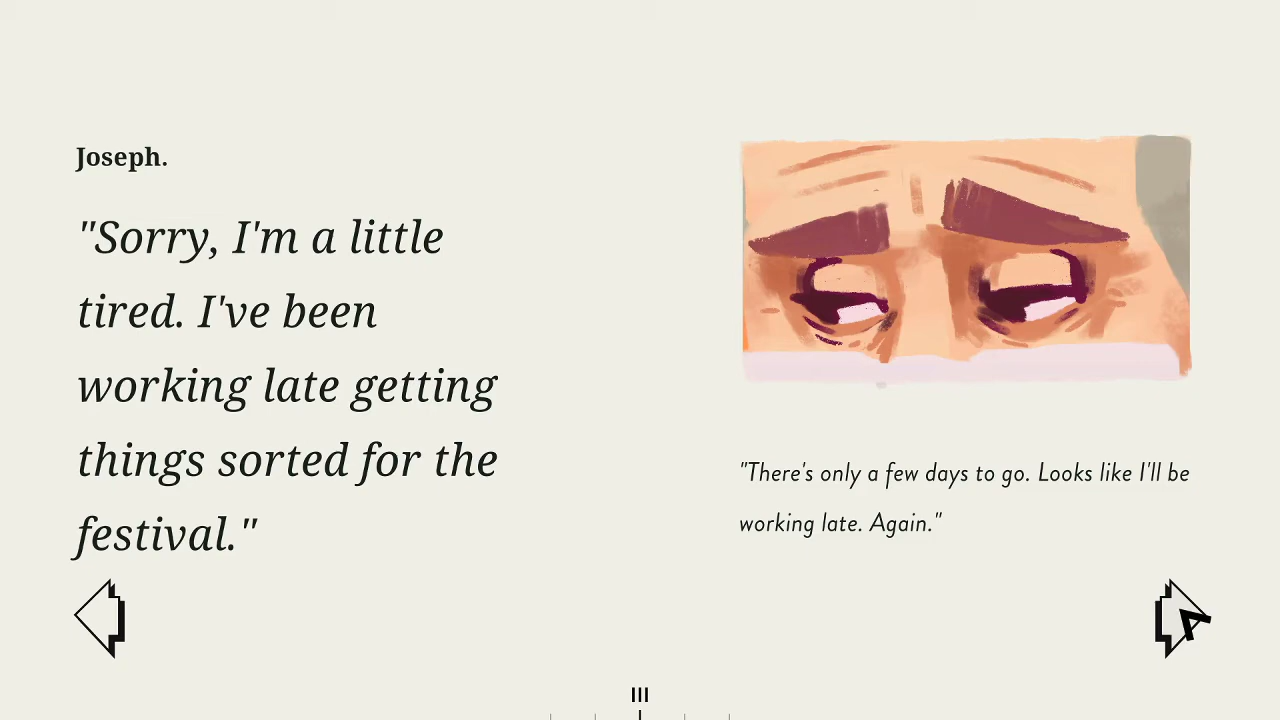 Joseph.
"Sorry, I'm a little
tired. I've been
working late getting
things sorted for the
festival."
"There's only a few days to go. Looks like I'll be
working late. Again."
III